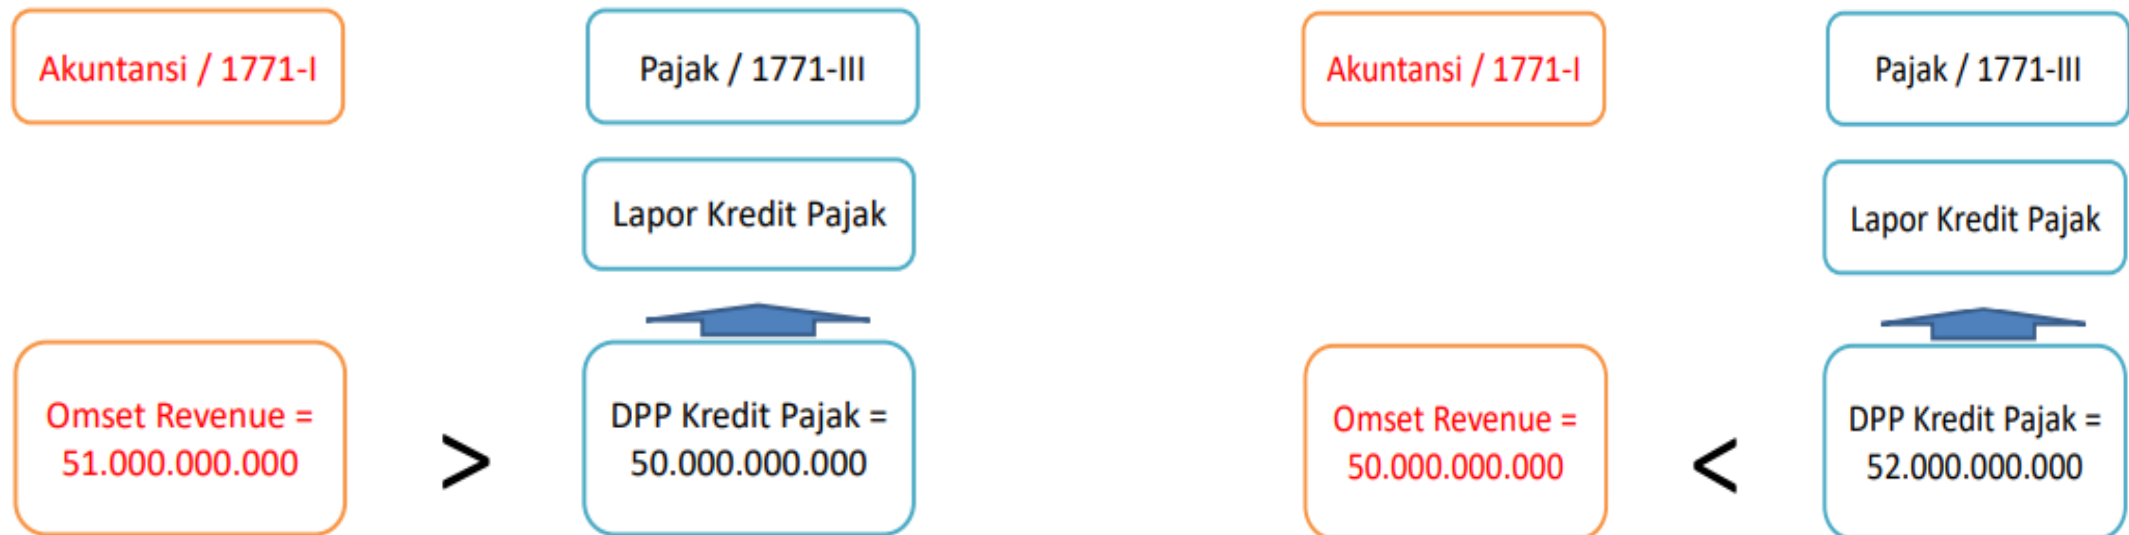 Akuntansi / 1771-I
Pajak / 1771-III
Lapor Kredit Pajak
Omset Revenue =
51.000.000.000
>
DPP Kredit Pajak =
50.000.000.000
Akuntansi / 1771-I
Pajak / 1771-III
Lapor Kredit Pajak
Omset Revenue =
50.000.000.000
<
DPP Kredit Pajak =
52.000.000.000